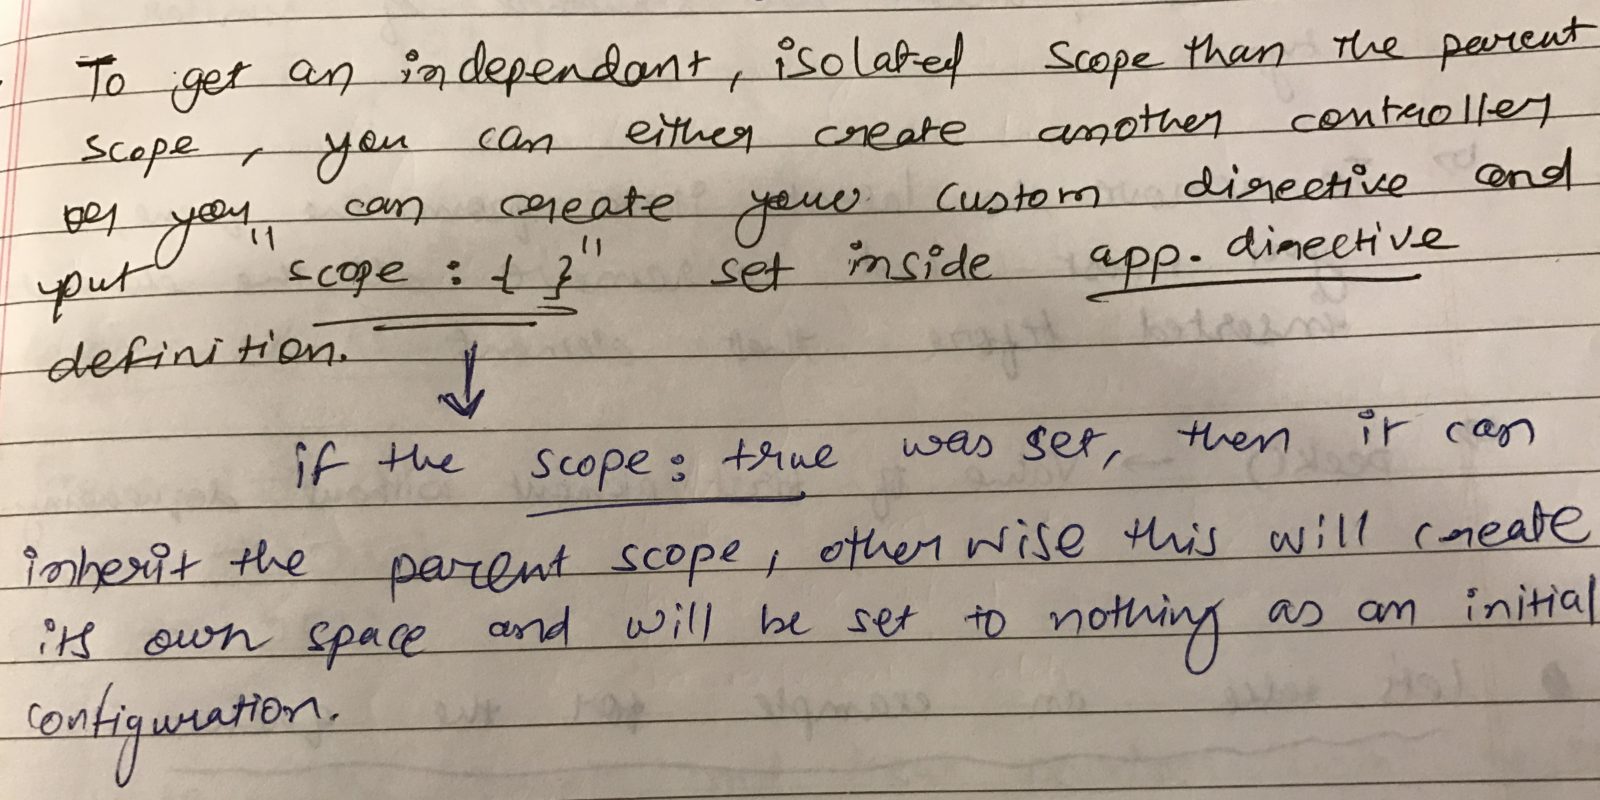 To get an independant, isolated scope than the parent
scope, you can either create another controller
or you can create your custom directive and
put "scope : { }" set inside app. directive
definition.
↓
if the scope: true was set, then it can
inherit the parent scope, otherwise this will create
its own space and will be set to nothing as an initial
configuration.